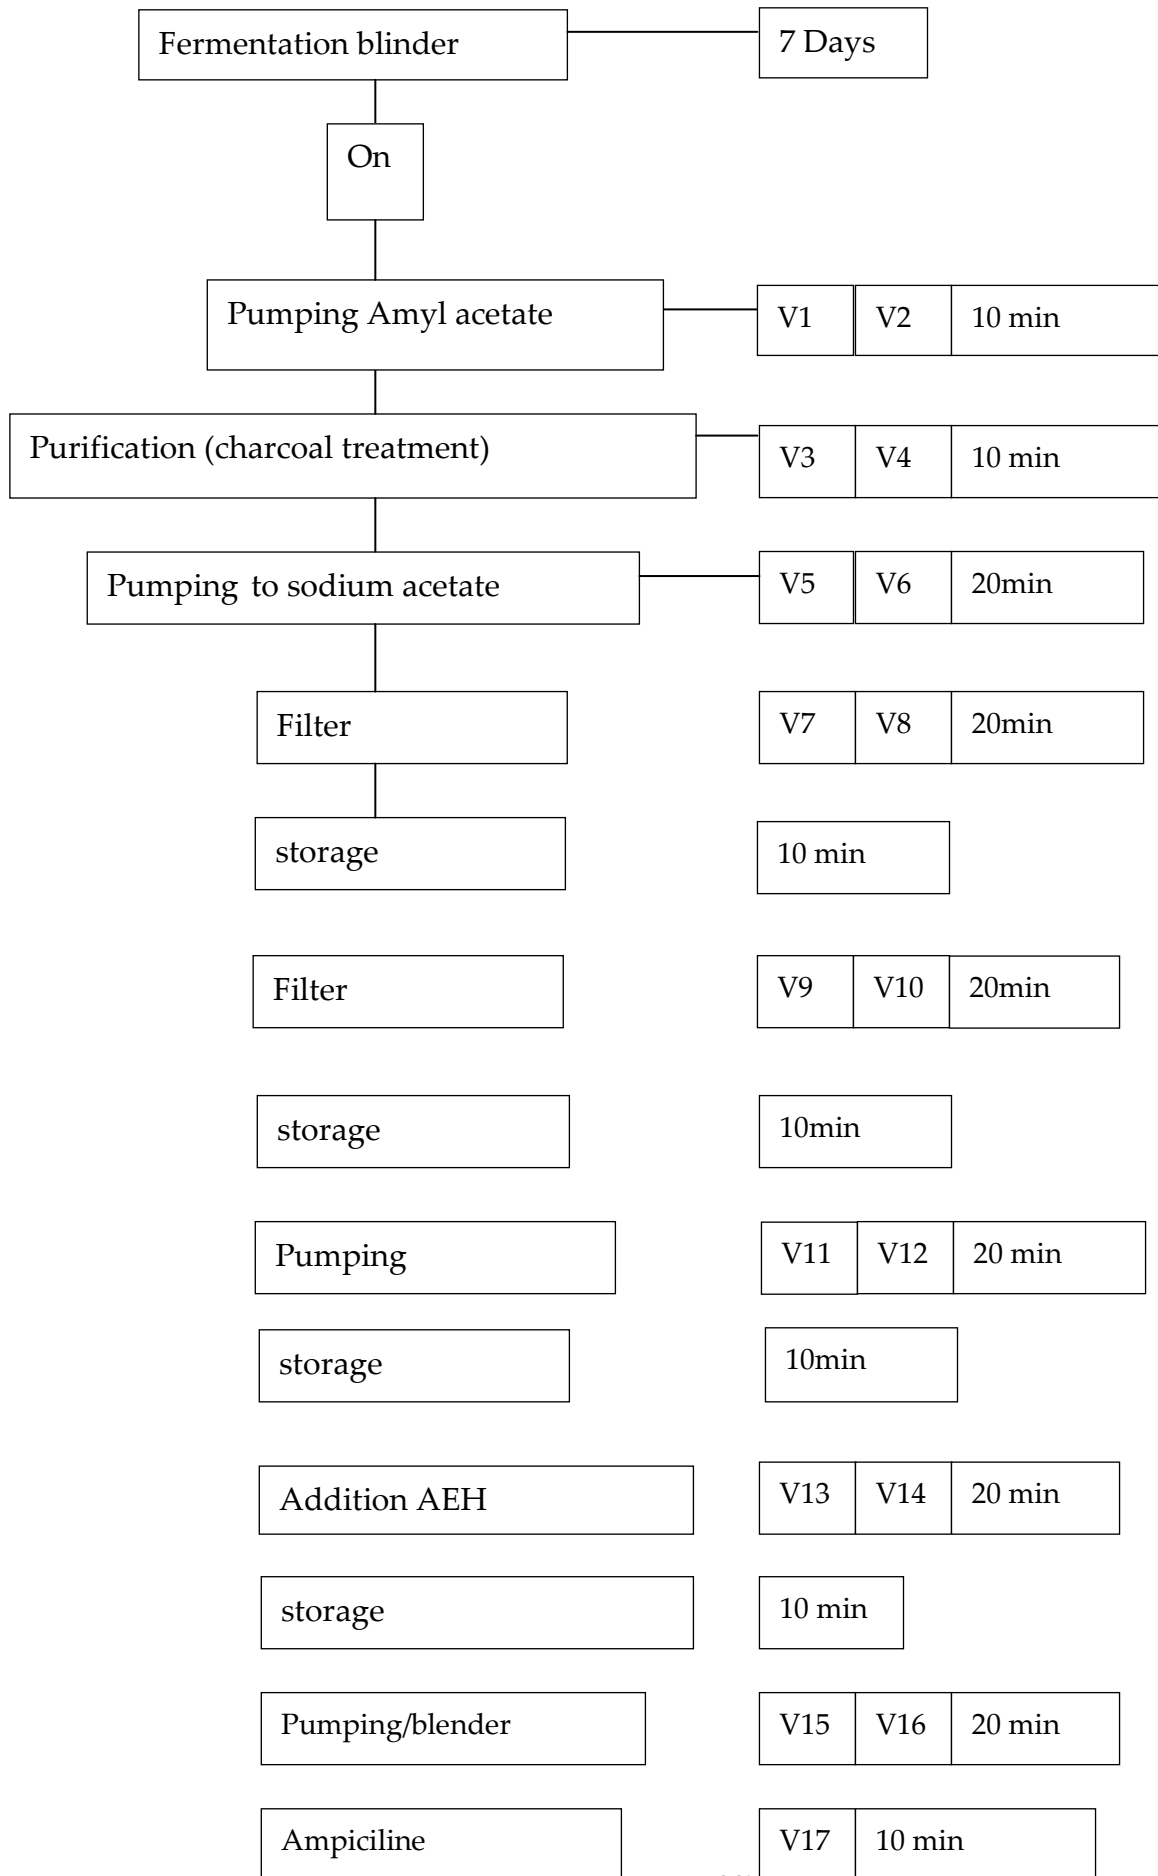 Fermentation blinder 7 Days
On
Pumping Amyl acetate V1 V2 10 min
Purification (charcoal treatment) V3 V4 10 min
Pumping to sodium acetate V5 V6 20min
Filter V7 V8 20min
storage 10 min
Filter V9 V10 20min
storage 10min
Pumping V11 V12 20 min
storage 10min
Addition AEH V13 V14 20 min
storage 10 min
Pumping/blender V15 V16 20 min
Ampiciline V17 10 min